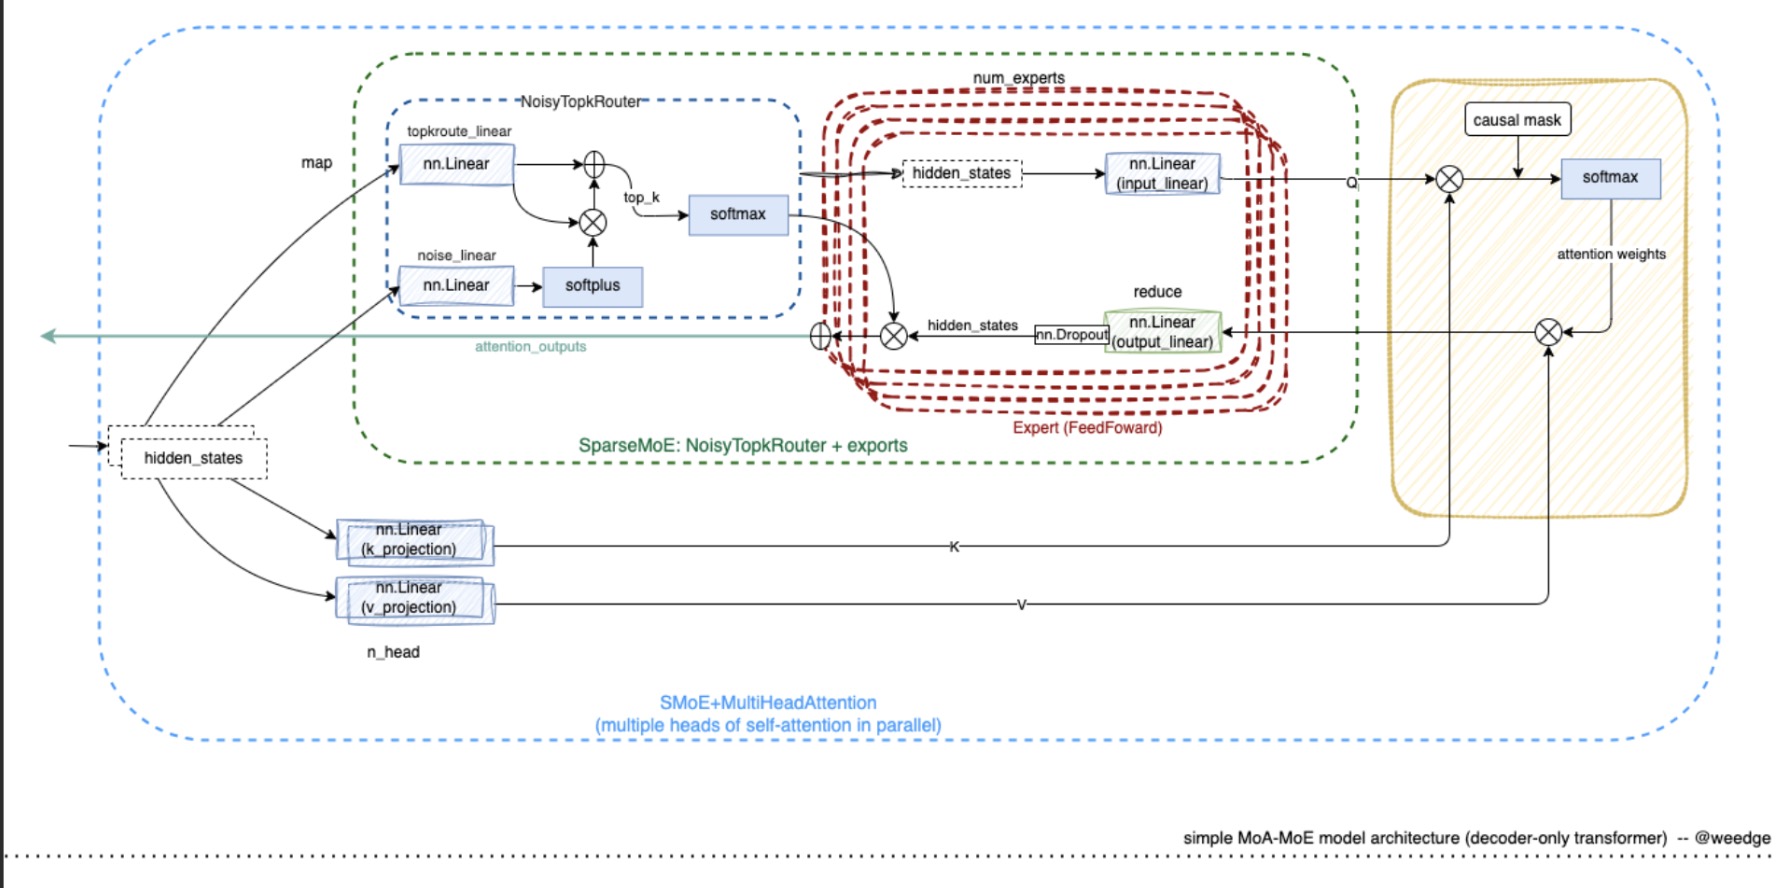 num_experts
NoisyTopkRouter
causal mask
topkroute_linear
map
nn.Linear
hidden_states
nn.Linear
(input_linear)
Q
softmax
top_k
softmax
noise_linear
nn.Linear
softplus
attention weights
reduce
hidden_states
nn.Dropout
nn.Linear
(output_linear)
attention_outputs
Expert (FeedFoward)
SparseMoE: NoisyTopkRouter + exports
hidden_states
nn.Linear
(k_projection)
K
nn.Linear
(v_projection)
V
n_head
SMoE+MultiHeadAttention
(multiple heads of self-attention in parallel)
simple MoA-MoE model architecture (decoder-only transformer) -- @weedge